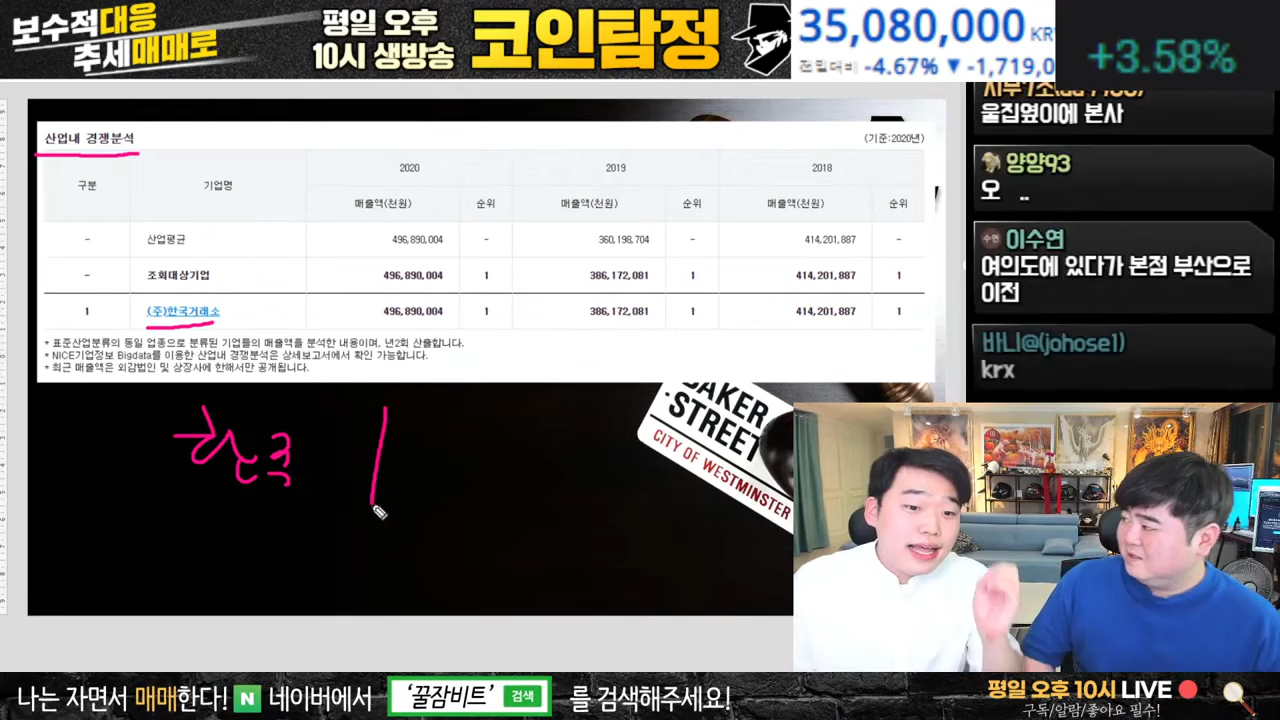 보수적대응
추세매매로
평일 오후
10시 생방송
코인탐정
35,080,000 KR
전일대비 -4.67% ▼ -1,719,0
+3.58%
산업내 경쟁분석
(기준:2020년)
구분 기업명 2020 2019 2018
매출액(천원) 순위 매출액(천원) 순위 매출액(천원) 순위
- 산업평균 496,890,004 - 360,198,704 - 414,201,887 -
- 조회대상기업 496,890,004 1 386,172,081 1 414,201,887 1
1 (주)한국거래소 496,890,004 1 386,172,081 1 414,201,887 1
* 표준산업분류의 동일 업종으로 분류된 기업들의 매출액을 분석한 내용이며, 년2회 산출합니다.
* NICE기업정보 Bigdata를 이용한 산업내 경쟁분석은 상세보고서에서 확인 가능합니다.
* 최근 매출액은 외감법인 및 상장사에 한해서만 공개됩니다.
한국
BAKER
STREET
CITY OF WESTMINSTER
울집옆이에 본사
양양93
오 ..
수연 이수연
여의도에 있다가 본점 부산으로
이전
바니@(johose1)
krx
나는 자면서 매매한다! N 네이버에서 '꿀잠비트' 검색 를 검색해주세요!
평일 오후 10시 LIVE
구독/알람/좋아요 필수!